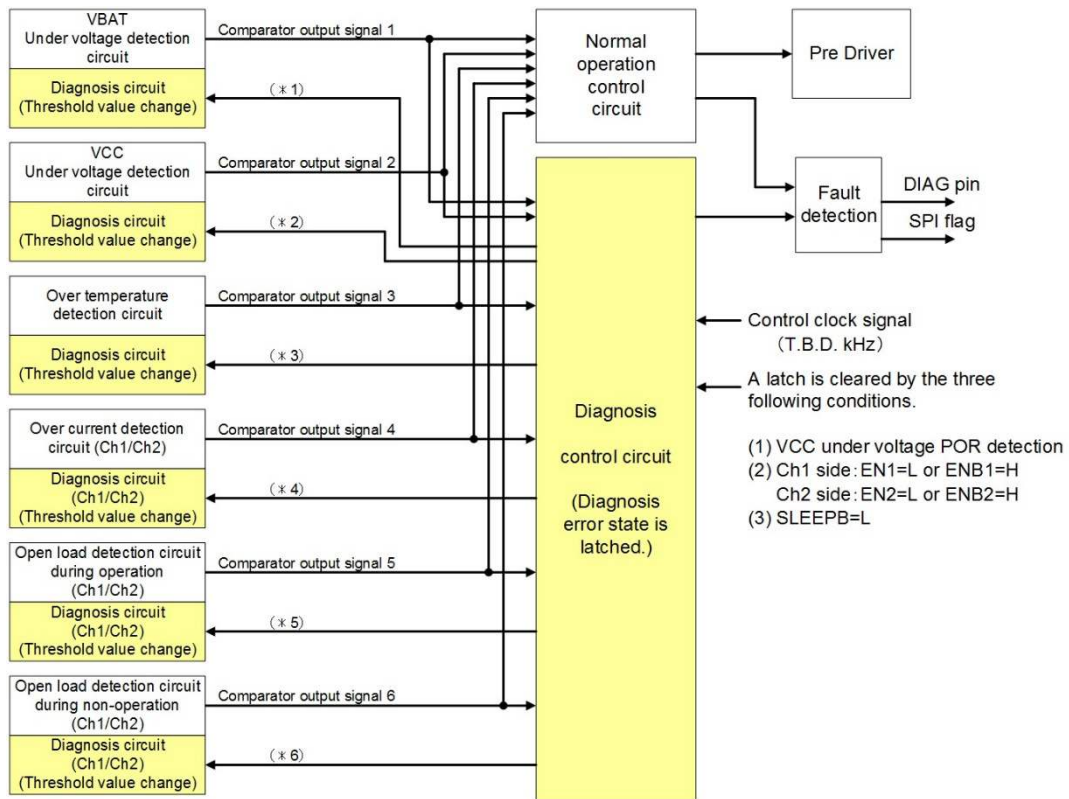 VBAT
Under voltage detection
circuit
Diagnosis circuit
(Threshold value change)
Comparator output signal 1
(＊1)
VCC
Under voltage detection
circuit
Diagnosis circuit
(Threshold value change)
Comparator output signal 2
(＊2)
Over temperature
detection circuit
Diagnosis circuit
(Threshold value change)
Comparator output signal 3
(＊3)
Over current detection
circuit (Ch1/Ch2)
Diagnosis circuit
(Ch1/Ch2)
(Threshold value change)
Comparator output signal 4
(＊4)
Open load detection circuit
during operation
(Ch1/Ch2)
Diagnosis circuit
(Ch1/Ch2)
(Threshold value change)
Comparator output signal 5
(＊5)
Open load detection circuit
during non-operation
(Ch1/Ch2)
Diagnosis circuit
(Ch1/Ch2)
(Threshold value change)
Comparator output signal 6
(＊6)
Normal
operation
control
circuit
Pre Driver
Diagnosis
control circuit
(Diagnosis
error state is
latched.)
Fault
detection
DIAG pin
SPI flag
Control clock signal
(T.B.D. kHz)
A latch is cleared by the three
following conditions.
(1) VCC under voltage POR detection
(2) Ch1 side:EN1=L or ENB1=H
Ch2 side:EN2=L or ENB2=H
(3) SLEEPB=L